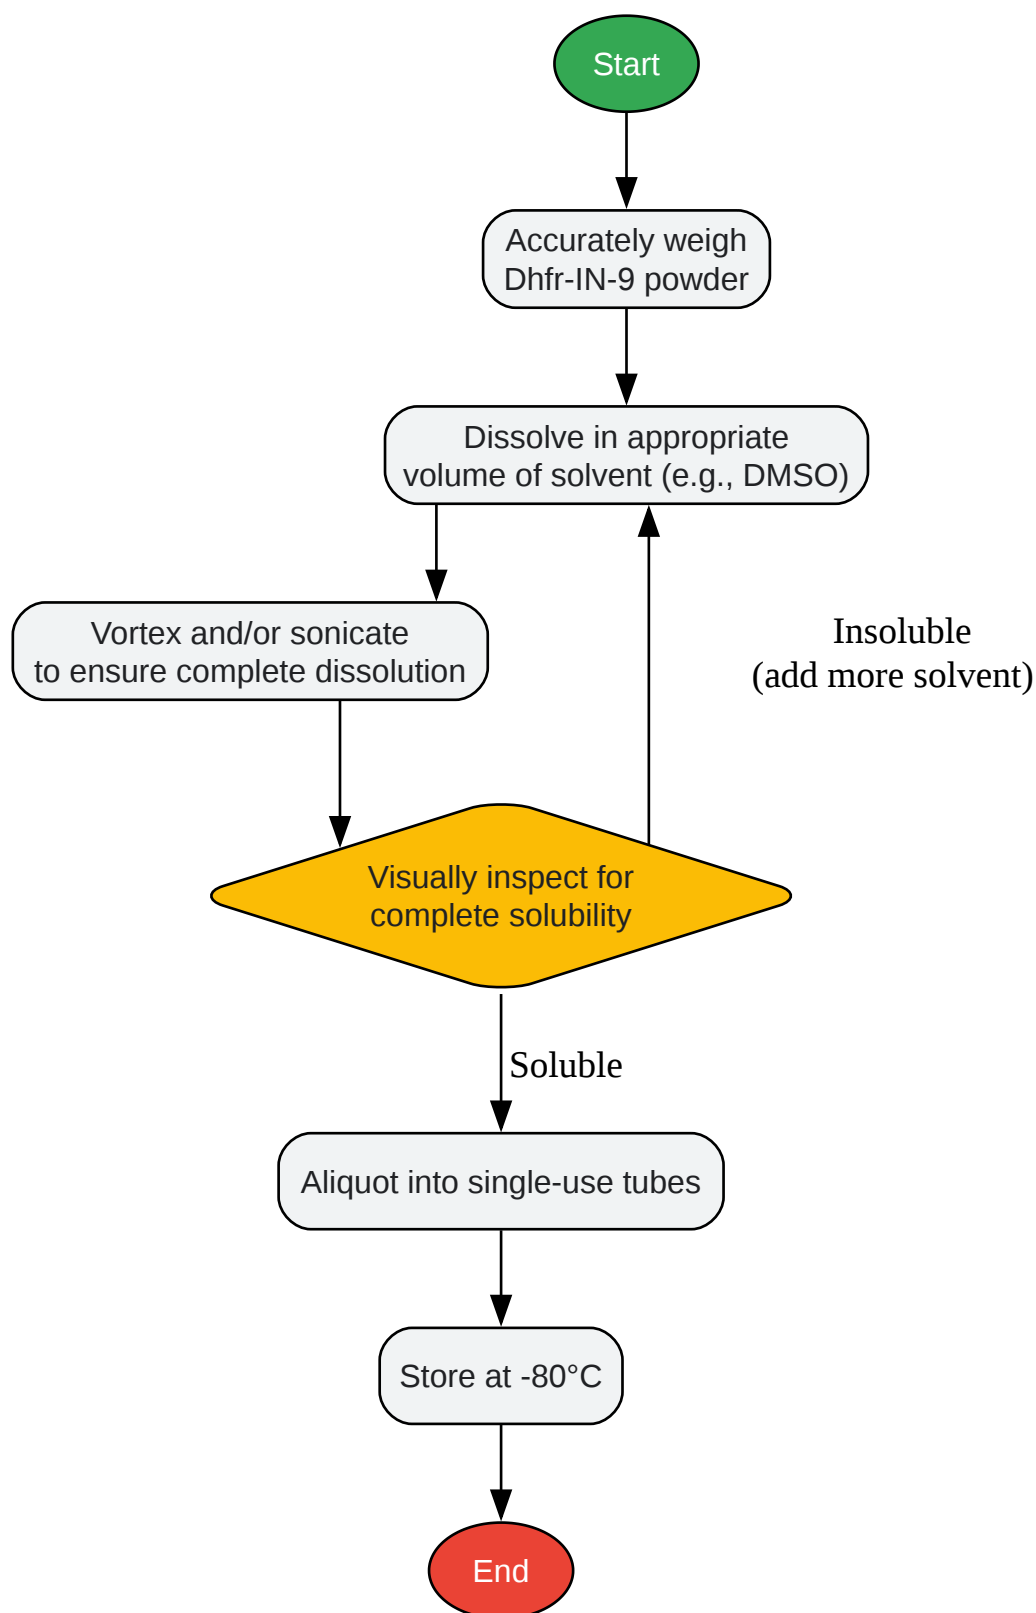 Start
Accurately weigh
Dhfr-IN-9 powder
Dissolve in appropriate
volume of solvent (e.g., DMSO)
Vortex and/or sonicate
to ensure complete dissolution
Insoluble
(add more solvent)
Visually inspect for
complete solubility
Soluble
Aliquot into single-use tubes
Store at -80°C
End